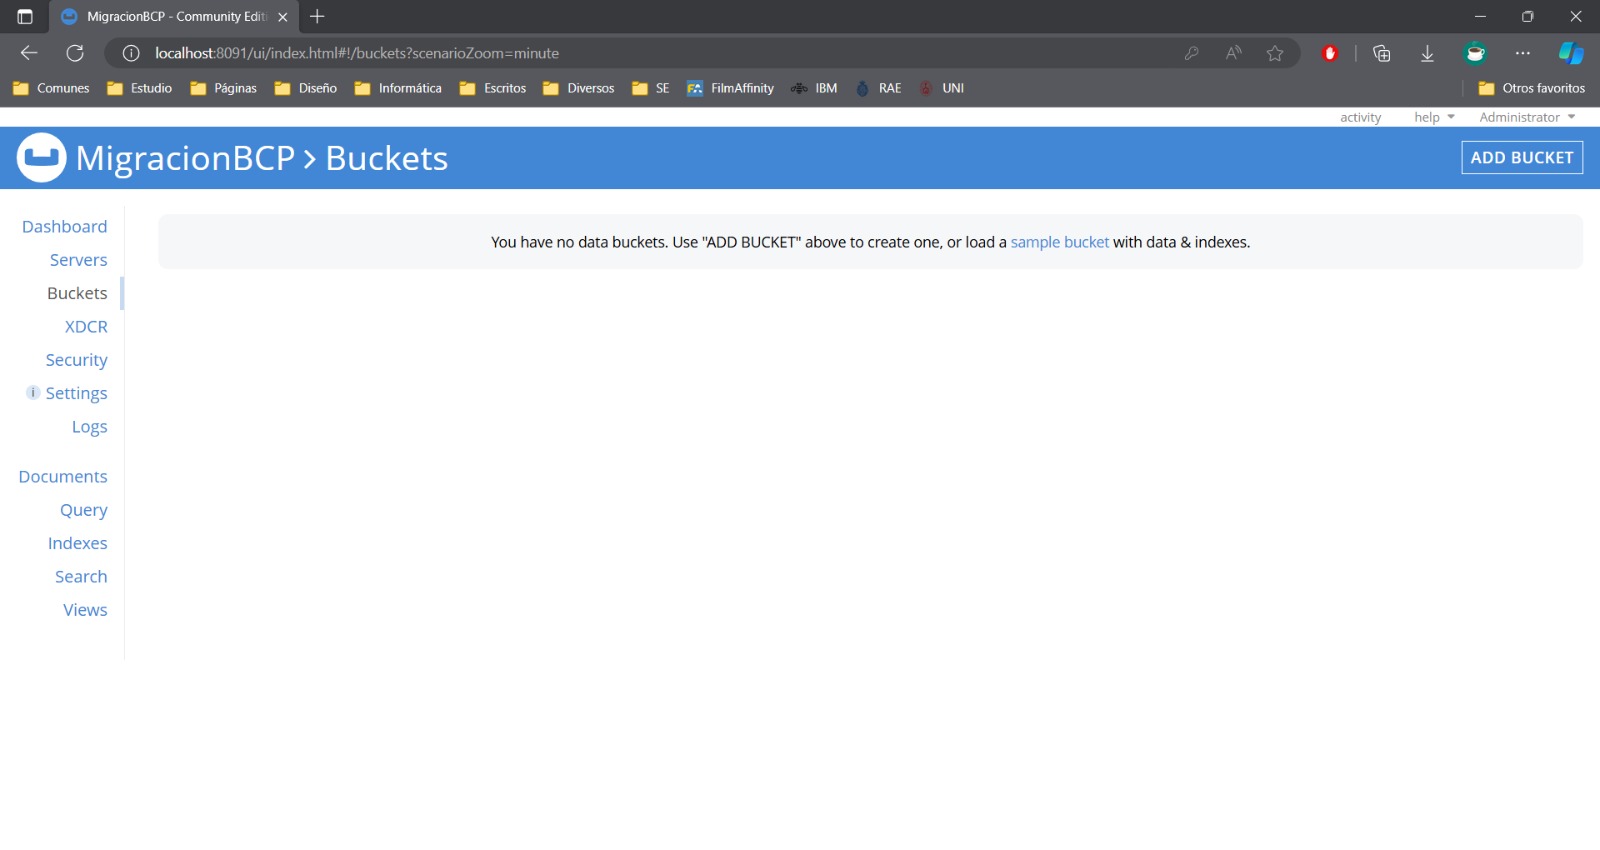 MigracionBCP - Community Editi
localhost:8091/ui/index.html#!/buckets?scenarioZoom=minute
Comunes Estudio Páginas Diseño Informática Escritos Diversos SE FilmAffinity IBM RAE UNI Otros favoritos
activity help Administrator
MigracionBCP > Buckets ADD BUCKET
Dashboard
You have no data buckets. Use "ADD BUCKET" above to create one, or load a sample bucket with data & indexes.
Servers
Buckets
XDCR
Security
i Settings
Logs
Documents
Query
Indexes
Search
Views